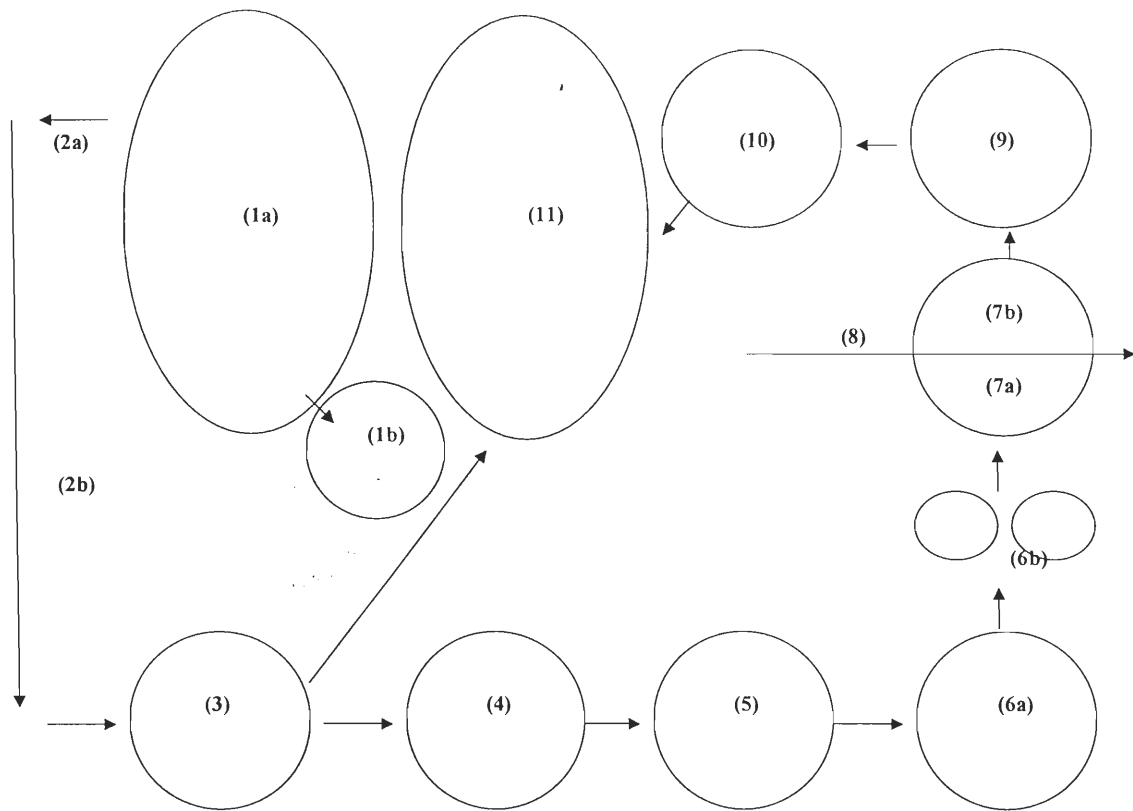 (2a)
(1a)
(11)
(10)
(9)
(8)
(7b)
(7a)
(1b)
(2b)
(6b)
(3)
(4)
(5)
(6a)